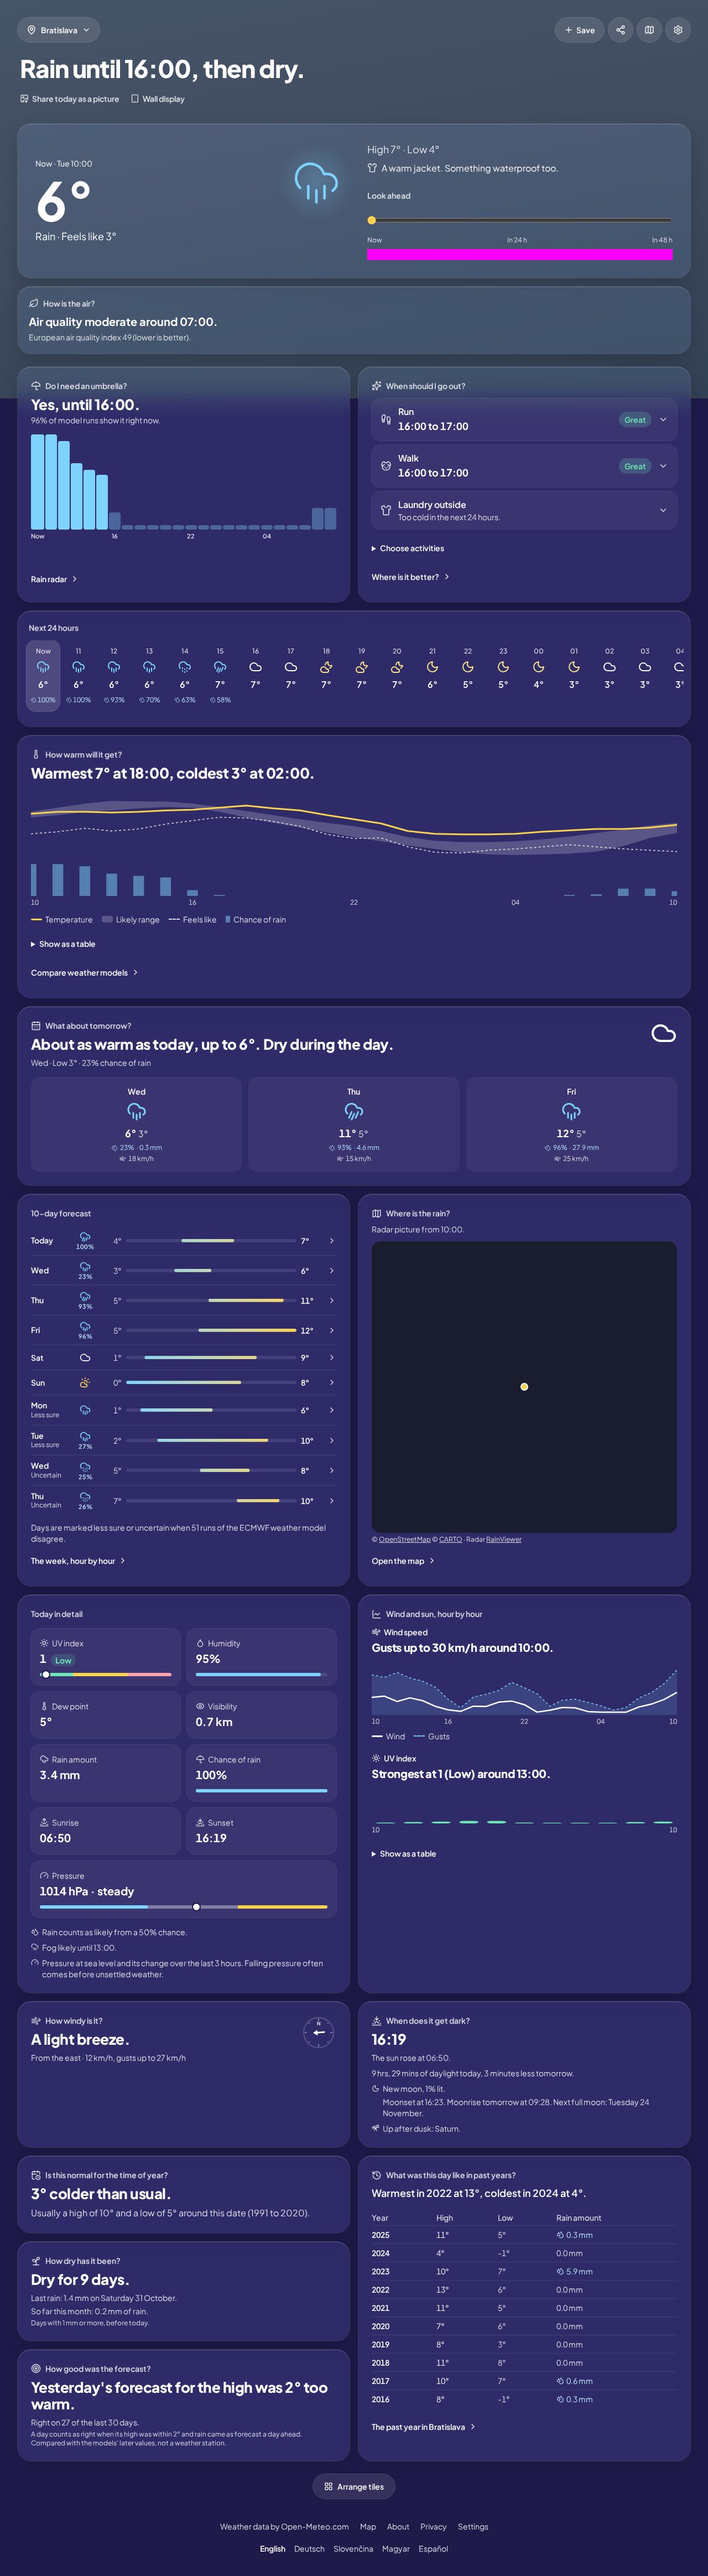 Bratislava
Save
Rain until 16:00, then dry.
Share today as a picture
Wall display
Now · Tue 10:00
6°
Rain · Feels like 3°
High 7° · Low 4°
A warm jacket. Something waterproof too.
Look ahead
Now In 24 h In 48 h
How is the air?
Air quality moderate around 07:00.
European air quality index 49 (lower is better).
Do I need an umbrella?
Yes, until 16:00.
96% of model runs show it right now.
Now 16 22 04
Rain radar
When should I go out?
Run
16:00 to 17:00
Great
Walk
16:00 to 17:00
Great
Laundry outside
Too cold in the next 24 hours.
Choose activities
Where is it better?
Next 24 hours
Now 11 12 13 14 15 16 17 18 19 20 21 22 23 00 01 02 03 04
6° 6° 6° 6° 6° 7° 7° 7° 7° 7° 7° 6° 5° 5° 4° 3° 3° 3° 3°
100% 100% 93% 70% 63% 58%
How warm will it get?
Warmest 7° at 18:00, coldest 3° at 02:00.
10 16 22 04 10
Temperature Likely range Feels like Chance of rain
Show as a table
Compare weather models
What about tomorrow?
About as warm as today, up to 6°. Dry during the day.
Wed · Low 3° · 23% chance of rain
Wed
6° 3°
23% · 0.3 mm
18 km/h
Thu
11° 5°
93% · 4.6 mm
15 km/h
Fri
12° 5°
96% · 27.9 mm
25 km/h
10-day forecast
Today 100% 4° 7°
Wed 23% 3° 6°
Thu 93% 5° 11°
Fri 96% 5° 12°
Sat 1° 9°
Sun 0° 8°
Mon Less sure 1° 6°
Tue Less sure 27% 2° 10°
Wed Uncertain 25% 5° 8°
Thu Uncertain 26% 7° 10°
Days are marked less sure or uncertain when 51 runs of the ECMWF weather model
disagree.
The week, hour by hour
Where is the rain?
Radar picture from 10:00.
© OpenStreetMap © CARTO · Radar RainViewer
Open the map
Today in detail
UV index
1 Low
Humidity
95%
Dew point
5°
Visibility
0.7 km
Rain amount
3.4 mm
Chance of rain
100%
Sunrise
06:50
Sunset
16:19
Pressure
1014 hPa · steady
Rain counts as likely from a 50% chance.
Fog likely until 13:00.
Pressure at sea level and its change over the last 3 hours. Falling pressure often
comes before unsettled weather.
Wind and sun, hour by hour
Wind speed
Gusts up to 30 km/h around 10:00.
10 16 22 04 10
Wind Gusts
UV index
Strongest at 1 (Low) around 13:00.
10 10
Show as a table
How windy is it?
A light breeze.
From the east · 12 km/h, gusts up to 27 km/h
N
When does it get dark?
16:19
The sun rose at 06:50.
9 hrs, 29 mins of daylight today, 3 minutes less tomorrow.
New moon, 1% lit.
Moonset at 16:23. Moonrise tomorrow at 09:28. Next full moon: Tuesday 24
November.
Up after dusk: Saturn.
Is this normal for the time of year?
3° colder than usual.
Usually a high of 10° and a low of 5° around this date (1991 to 2020).
How dry has it been?
Dry for 9 days.
Last rain: 1.4 mm on Saturday 31 October.
So far this month: 0.2 mm of rain.
Days with 1 mm or more, before today.
How good was the forecast?
Yesterday's forecast for the high was 2° too
warm.
Right on 27 of the last 30 days.
A day counts as right when its high was within 2° and rain came as forecast a day ahead.
Compared with the models' later values, not a weather station.
What was this day like in past years?
Warmest in 2022 at 13°, coldest in 2024 at 4°.
Year High Low Rain amount
2025 11° 5° 0.3 mm
2024 4° -1° 0.0 mm
2023 10° 7° 5.9 mm
2022 13° 6° 0.0 mm
2021 11° 5° 0.0 mm
2020 7° 6° 0.0 mm
2019 8° 3° 0.0 mm
2018 11° 8° 0.0 mm
2017 10° 7° 0.6 mm
2016 8° -1° 0.3 mm
The past year in Bratislava
Arrange tiles
Weather data by Open-Meteo.com Map About Privacy Settings
English Deutsch Slovenčina Magyar Español